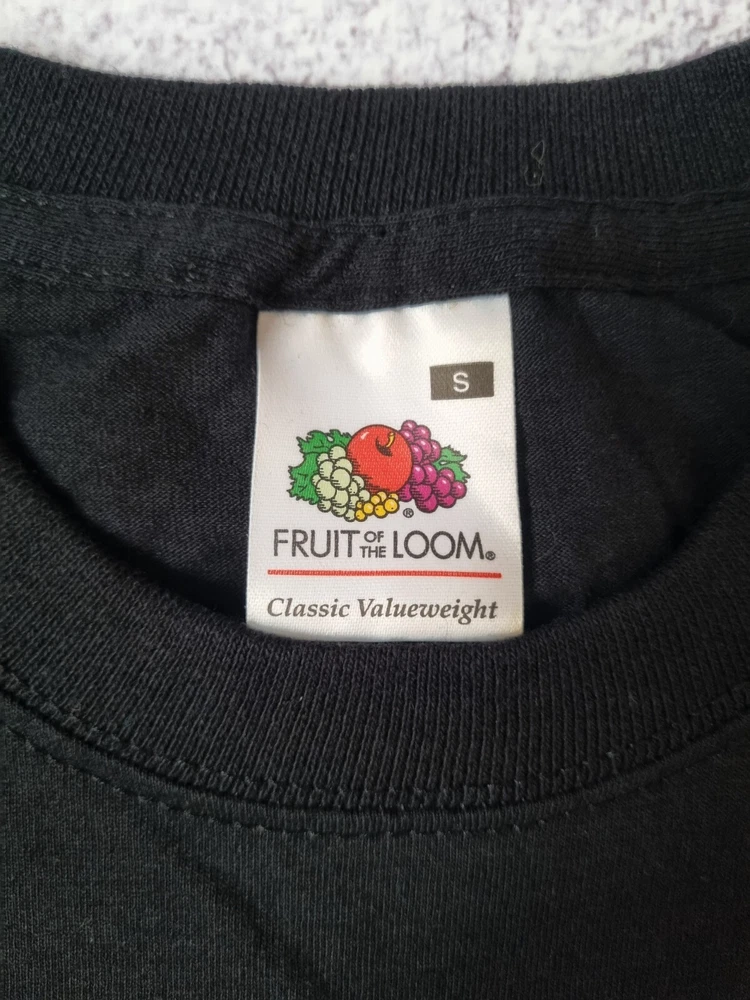 S
®
FRUIT OF THE LOOM®
Classic Valueweight